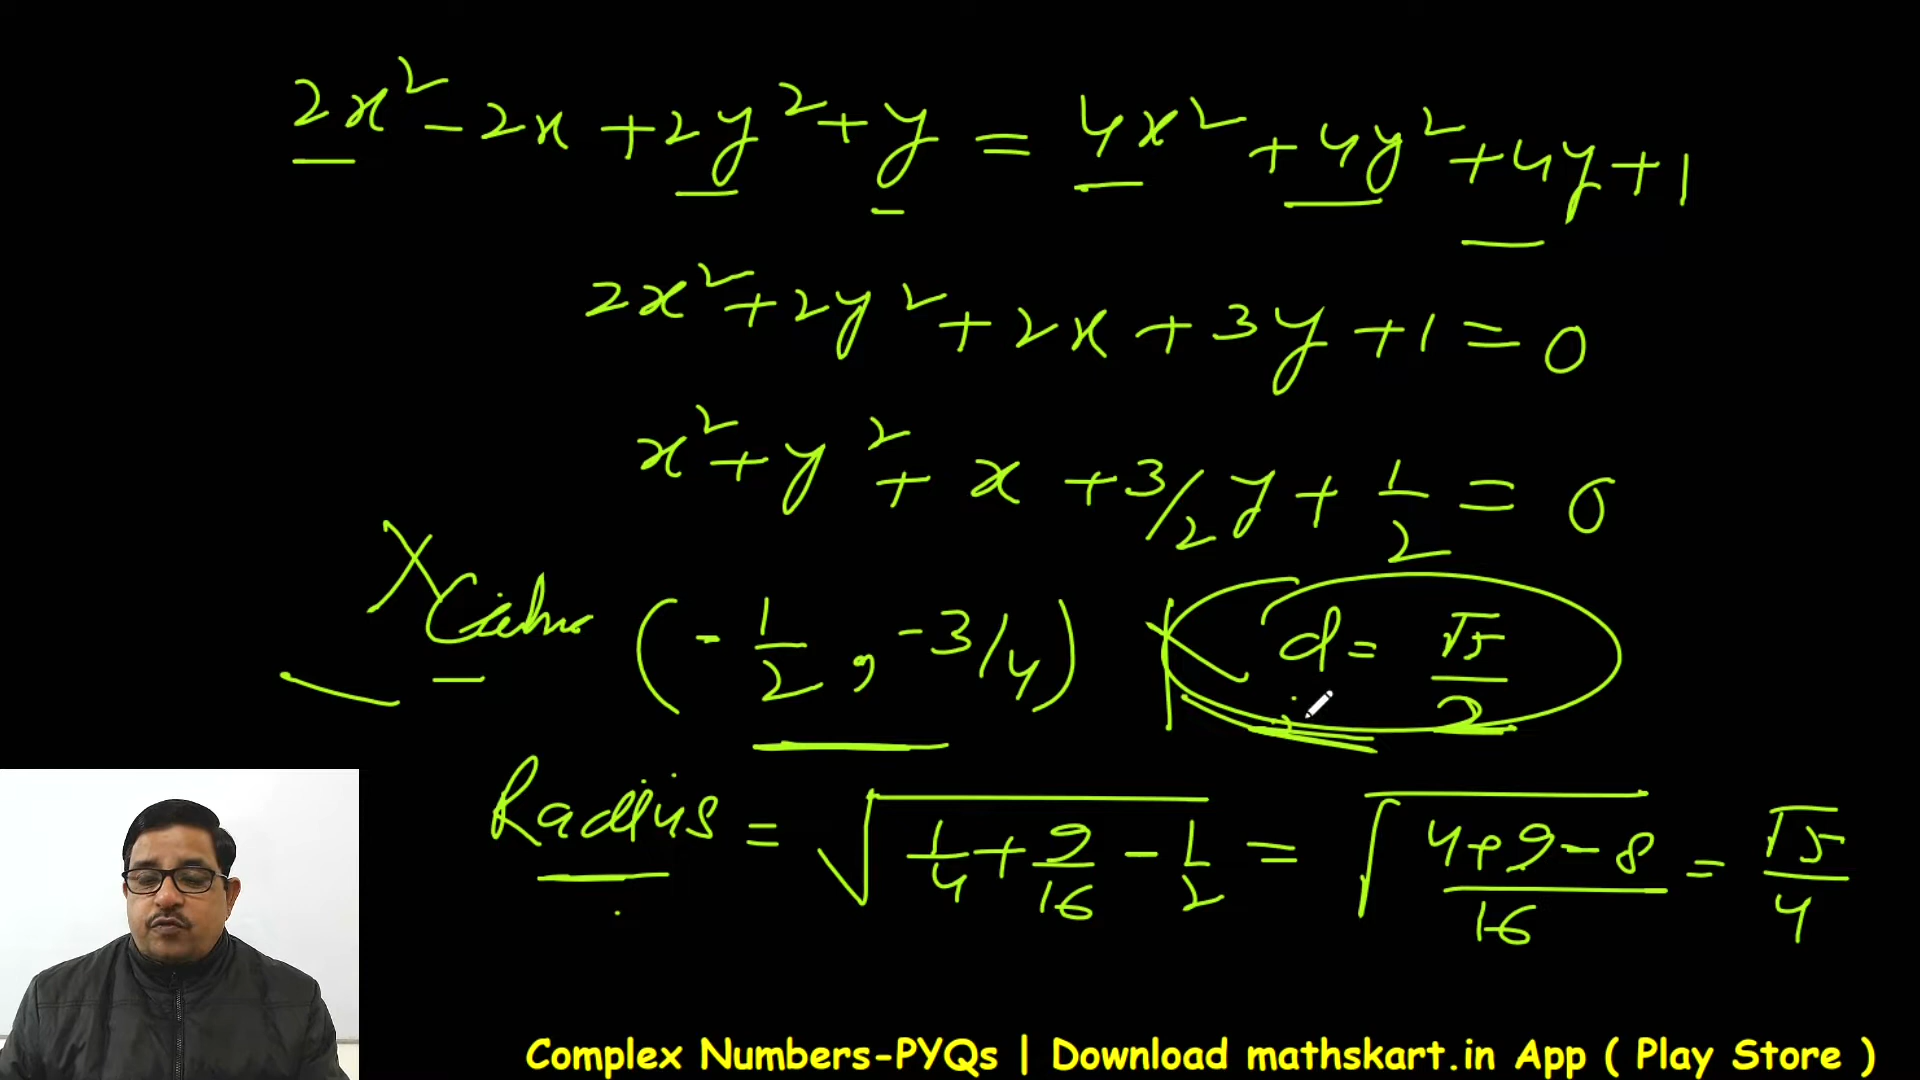 2x² - 2x + 2y² + y = 4x² + 4y² + 4y + 1
2x² + 2y² + 2x + 3y + 1 = 0
x² + y² + x + 3/2 y + 1/2 = 0
(-1/2, -3/4) d = √5/2
Radius = √(1/4 + 9/16 - 1/2) = √((4+9-8)/16) = √5/4
Complex Numbers-PYQs | Download mathskart.in App ( Play Store )